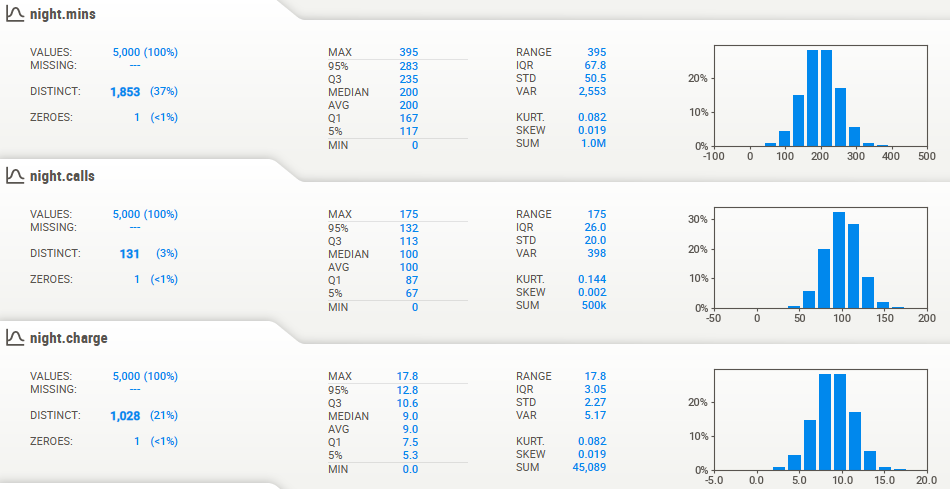 night.mins
VALUES: 5,000 (100%)
MISSING: ---
DISTINCT: 1,853 (37%)
ZEROES: 1 (<1%)
MAX 395
95% 283
Q3 235
MEDIAN 200
AVG 200
Q1 167
5% 117
MIN 0
RANGE 395
IQR 67.8
STD 50.5
VAR 2,553
KURT. 0.082
SKEW 0.019
SUM 1.0M
20%
10%
0%
-100 0 100 200 300 400 500
night.calls
VALUES: 5,000 (100%)
MISSING: ---
DISTINCT: 131 (3%)
ZEROES: 1 (<1%)
MAX 175
95% 132
Q3 113
MEDIAN 100
AVG 100
Q1 87
5% 67
MIN 0
RANGE 175
IQR 26.0
STD 20.0
VAR 398
KURT. 0.144
SKEW 0.002
SUM 500k
30%
20%
10%
0%
-50 0 50 100 150 200
night.charge
VALUES: 5,000 (100%)
MISSING: ---
DISTINCT: 1,028 (21%)
ZEROES: 1 (<1%)
MAX 17.8
95% 12.8
Q3 10.6
MEDIAN 9.0
AVG 9.0
Q1 7.5
5% 5.3
MIN 0.0
RANGE 17.8
IQR 3.05
STD 2.27
VAR 5.17
KURT. 0.082
SKEW 0.019
SUM 45,089
20%
10%
0%
-5.0 0.0 5.0 10.0 15.0 20.0